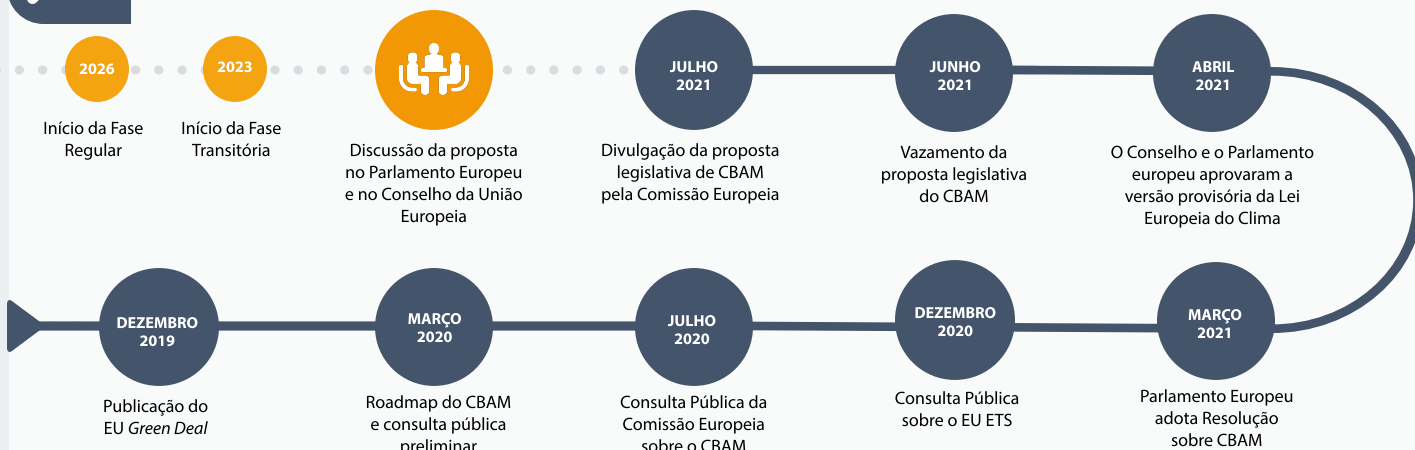 2026
Início da Fase
Regular
2023
Início da Fase
Transitória
Discussão da proposta
no Parlamento Europeu
e no Conselho da União
Europeia
JULHO
2021
Divulgação da proposta
legislativa de CBAM
pela Comissão Europeia
JUNHO
2021
Vazamento da
proposta legislativa
do CBAM
ABRIL
2021
O Conselho e o Parlamento
europeu aprovaram a
versão provisória da Lei
Europeia do Clima
DEZEMBRO
2019
Publicação do
EU Green Deal
MARÇO
2020
Roadmap do CBAM
e consulta pública
preliminar
JULHO
2020
Consulta Pública da
Comissão Europeia
sobre o CBAM
DEZEMBRO
2020
Consulta Pública
sobre o EU ETS
MARÇO
2021
Parlamento Europeu
adota Resolução
sobre CBAM